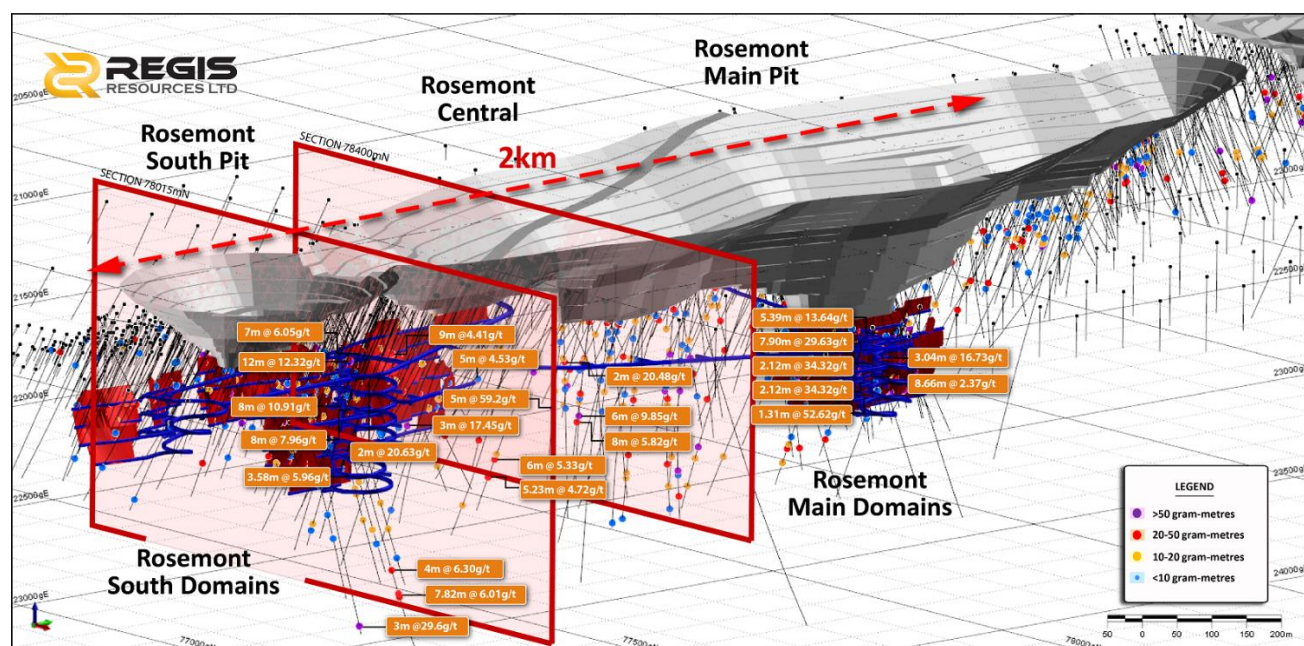 REGIS
RESOURCES LTD
Rosemont
South Pit
Rosemont
Central
Rosemont
Main Pit
SECTION 78015mN
SECTION 78400mN
2km
20500gE
21000gE
21500gE
22000gE
22500gE
23000gE
77000mN
77500mN
78000mN
22000gE
22500gE
23000gE
23500gE
24000gE
7m @ 6.05g/t
12m @ 12.32g/t
8m @ 10.91g/t
8m @ 7.96g/t
3.58m @ 5.96g/t
9m @4.41g/t
5m @ 4.53g/t
5m @ 59.2g/t
3m @ 17.45g/t
2m @ 20.63g/t
2m @ 20.48g/t
6m @ 9.85g/t
8m @ 5.82g/t
6m @ 5.33g/t
5.23m @ 4.72g/t
4m @ 6.30g/t
7.82m @ 6.01g/t
3m @29.6g/t
5.39m @ 13.64g/t
7.90m @ 29.63g/t
2.12m @ 34.32g/t
2.12m @ 34.32g/t
1.31m @ 52.62g/t
3.04m @ 16.73g/t
8.66m @ 2.37g/t
Rosemont
South Domains
Rosemont
Main Domains
LEGEND
>50 gram-metres
20-50 gram-metres
10-20 gram-metres
<10 gram-metres
50 0 50 100 150 200m